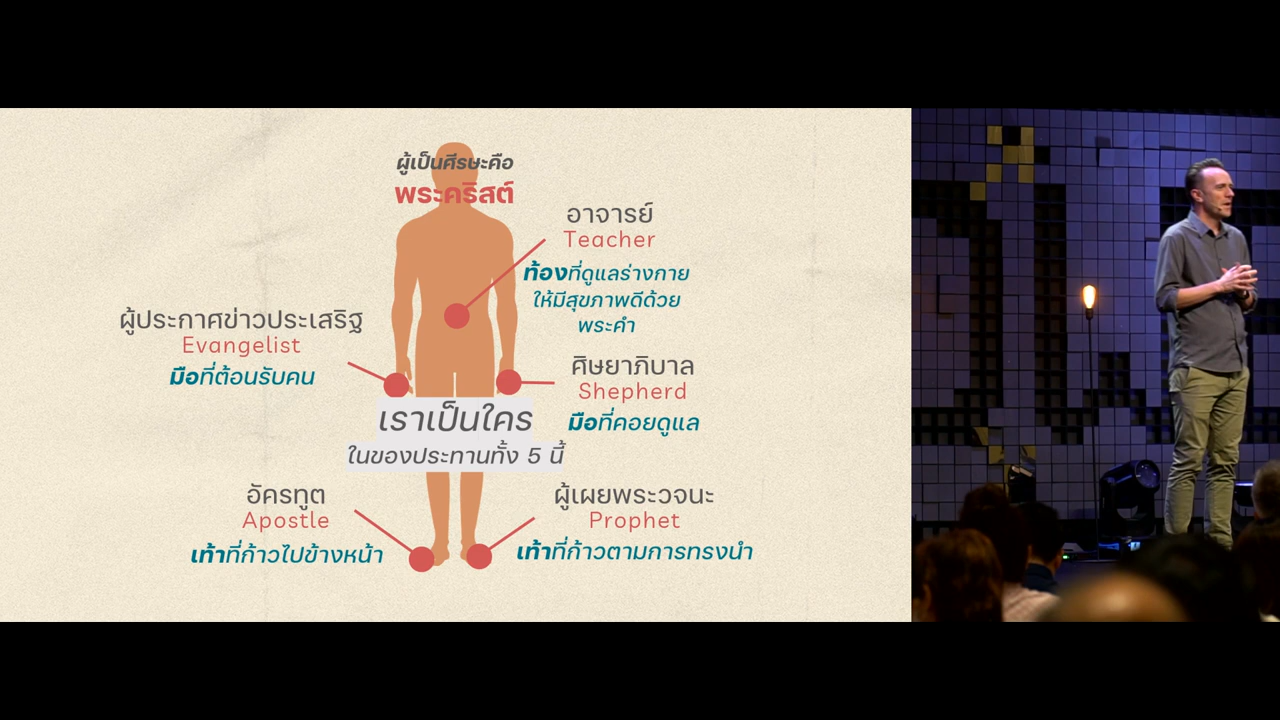 ผู้เป็นศีรษะคือ
พระคริสต์
อาจารย์
Teacher
ท้องที่ดูแลร่างกาย
ให้มีสุขภาพดีด้วย
พระคำ
ผู้ประกาศข่าวประเสริฐ
Evangelist
มือที่ต้อนรับคน
ศิษยาภิบาล
Shepherd
มือที่คอยดูแล
เราเป็นใคร
ในของประทานทั้ง 5 นี้
อัครทูต
Apostle
เท้าที่ก้าวไปข้างหน้า
ผู้เผยพระวจนะ
Prophet
เท้าที่ก้าวตามการทรงนำ